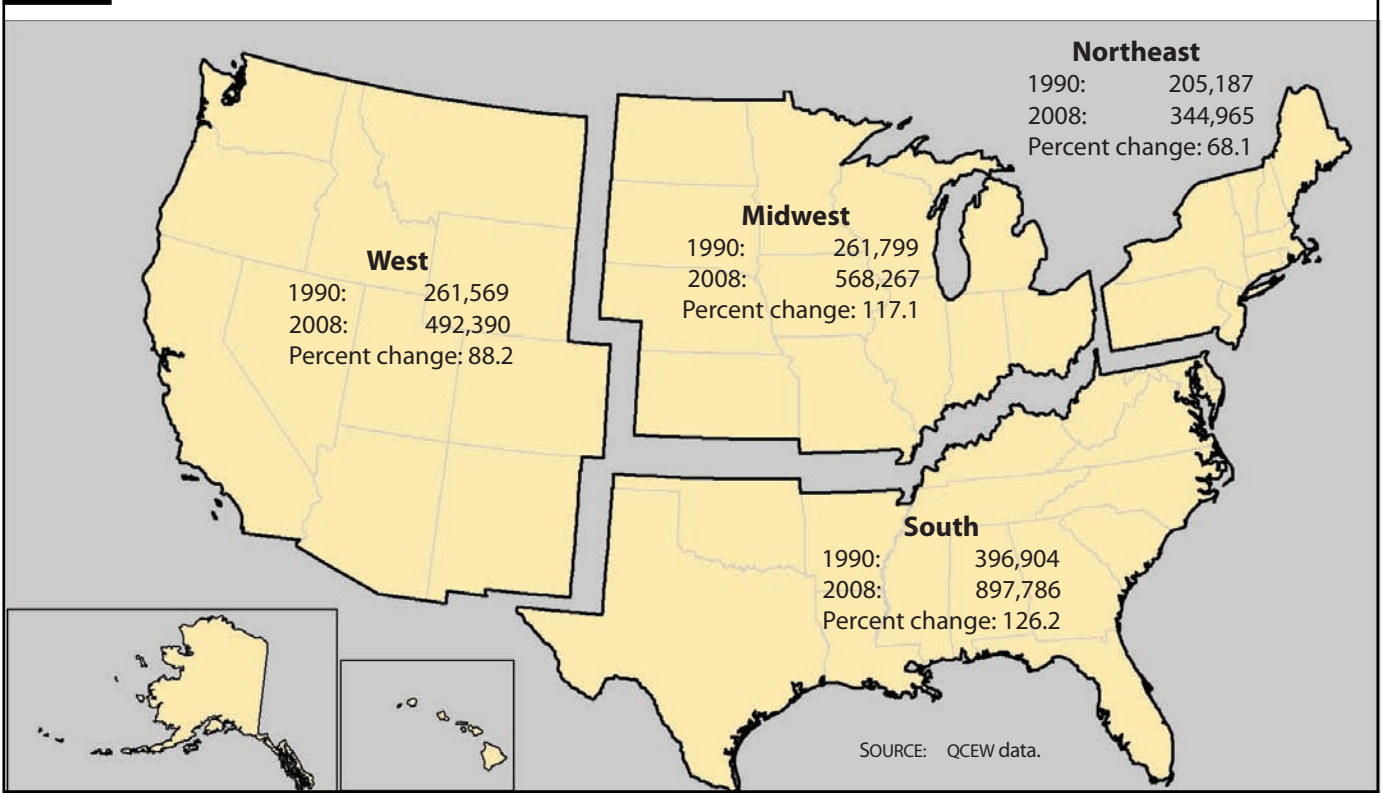 Northeast
1990: 205,187
2008: 344,965
Percent change: 68.1
Midwest
1990: 261,799
2008: 568,267
Percent change: 117.1
West
1990: 261,569
2008: 492,390
Percent change: 88.2
South
1990: 396,904
2008: 897,786
Percent change: 126.2
SOURCE: QCEW data.